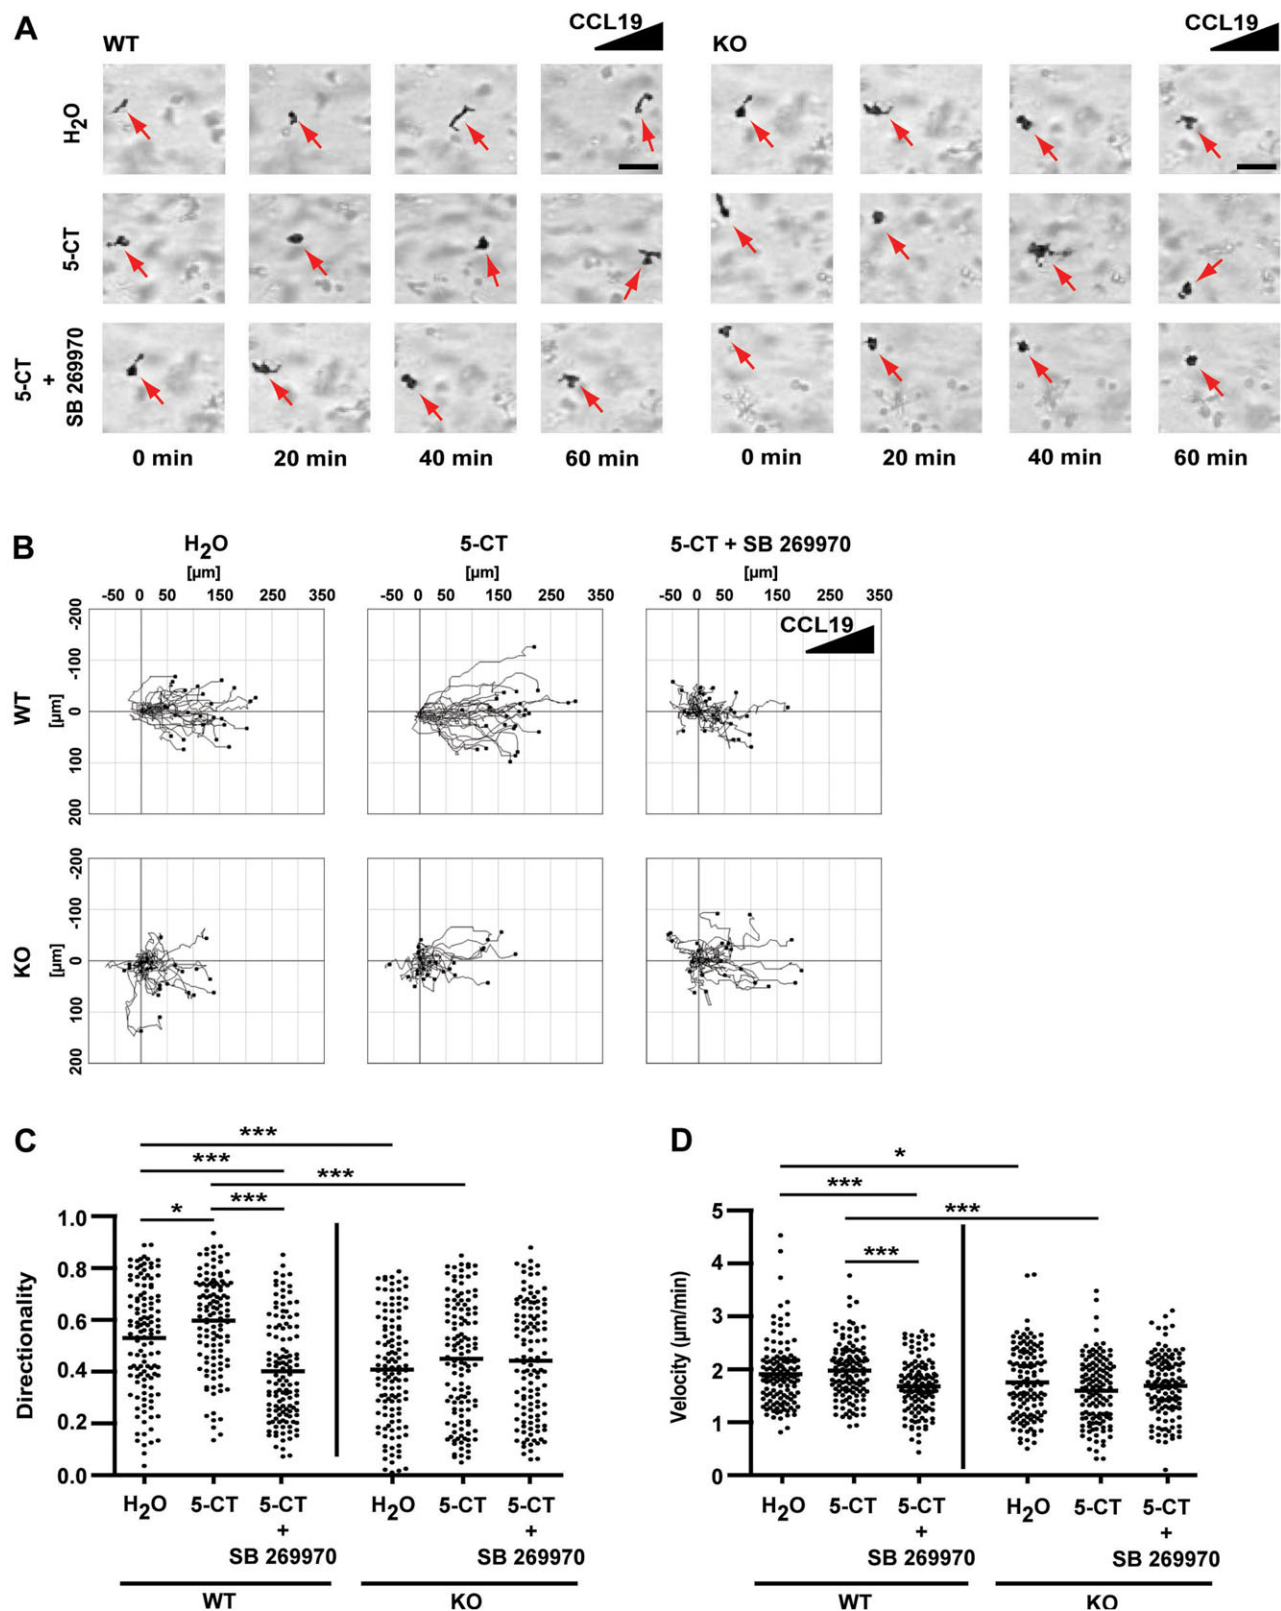 A
WT
CCL19
KO
CCL19
H2O
5-CT
5-CT
+
SB 269970
0 min 20 min 40 min 60 min 0 min 20 min 40 min 60 min
B
H2O 5-CT 5-CT + SB 269970
[µm] [µm] [µm]
-50 0 50 150 250 350 -50 0 50 150 250 350 -50 0 50 150 250 350
CCL19
WT
[µm]
-200
-100
0
100
200
KO
[µm]
-200
-100
0
100
200
C
***
***
***
* ***
Directionality
1.0
0.8
0.6
0.4
0.2
0.0
H2O 5-CT 5-CT H2O 5-CT 5-CT
+ +
SB 269970 SB 269970
WT KO
D
*
***
***
***
Velocity (µm/min)
5
4
3
2
1
0
H2O 5-CT 5-CT H2O 5-CT 5-CT
+ +
SB 269970 SB 269970
WT KO